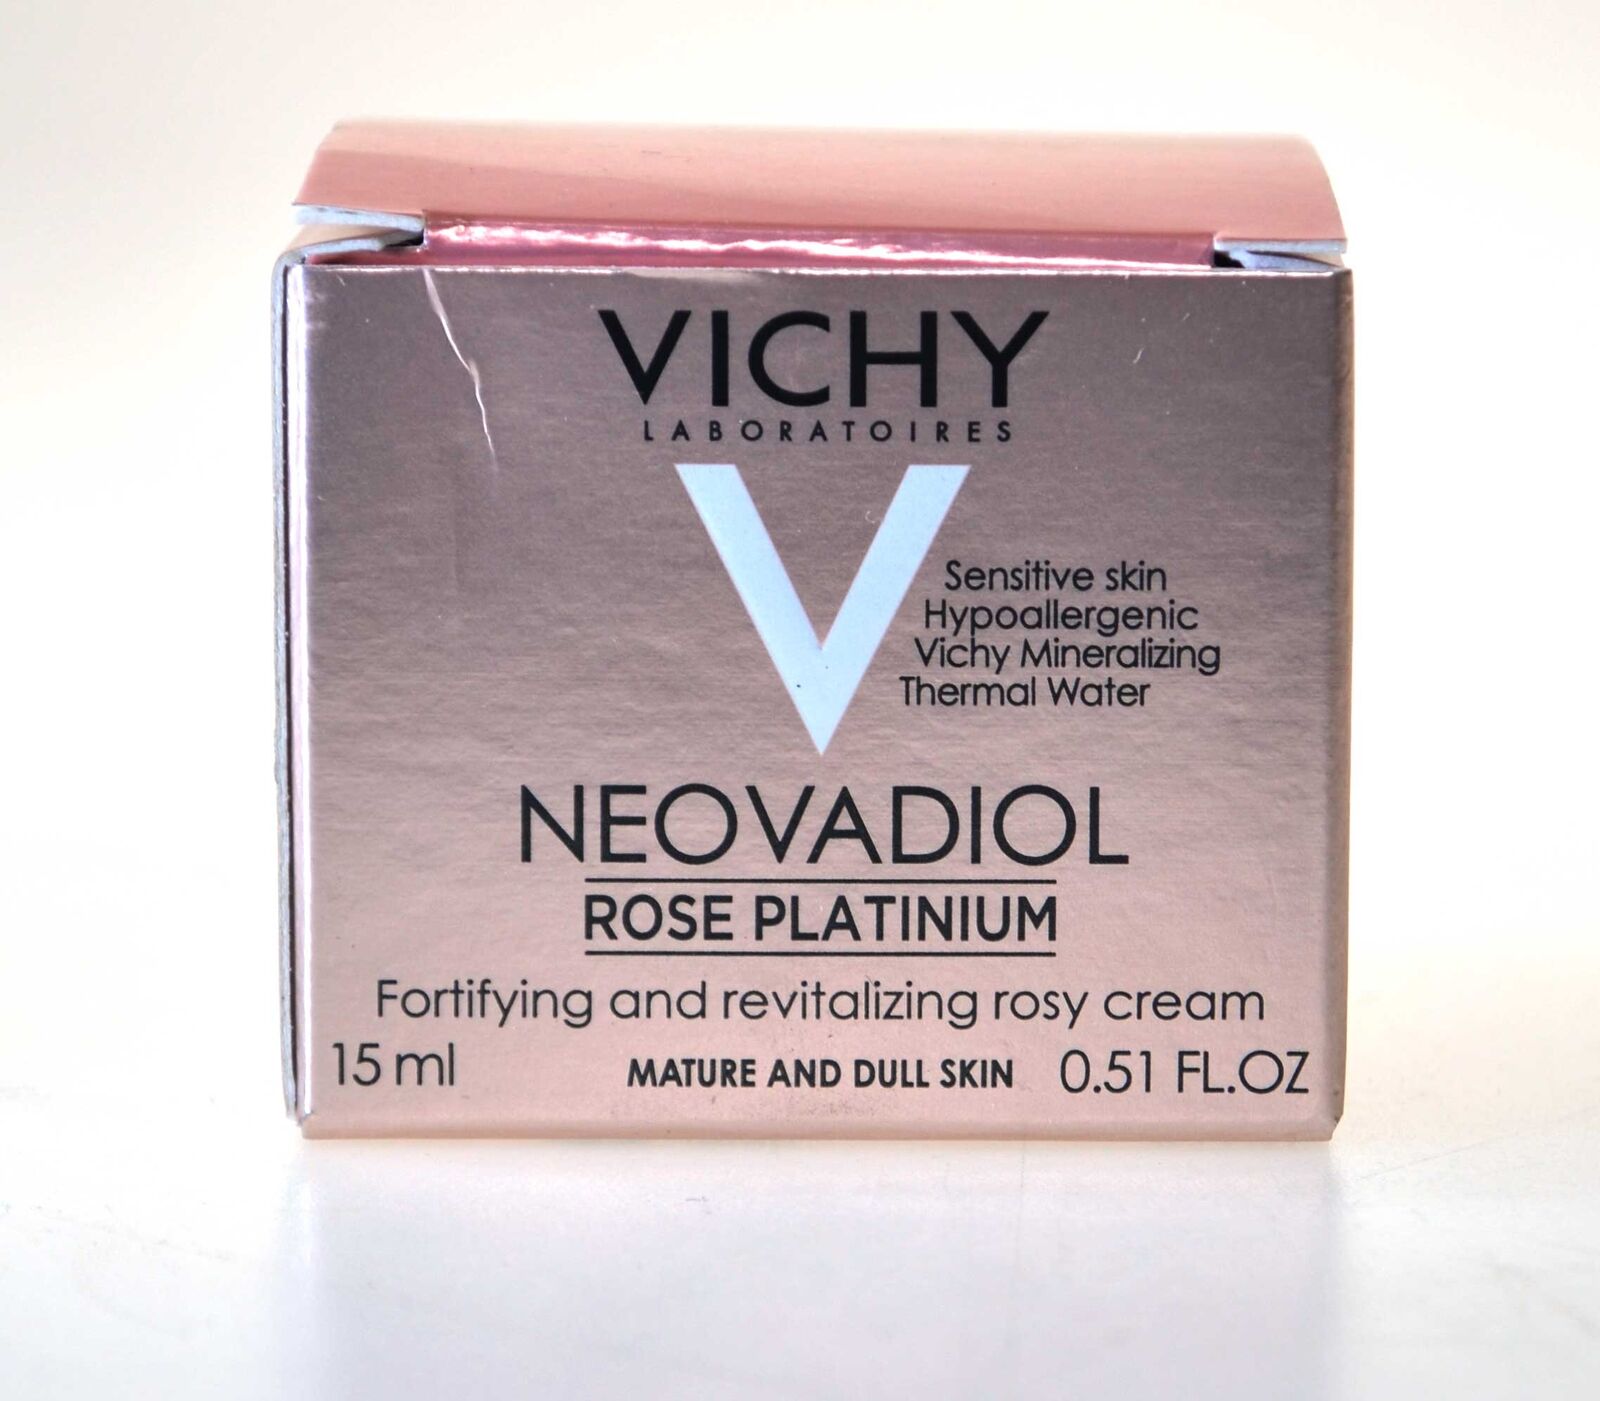 VICHY
LABORATOIRES
V
Sensitive skin
Hypoallergenic
Vichy Mineralizing
Thermal Water
NEOVADIOL
ROSE PLATINIUM
Fortifying and revitalizing rosy cream
15 ml MATURE AND DULL SKIN 0.51 FL.OZ